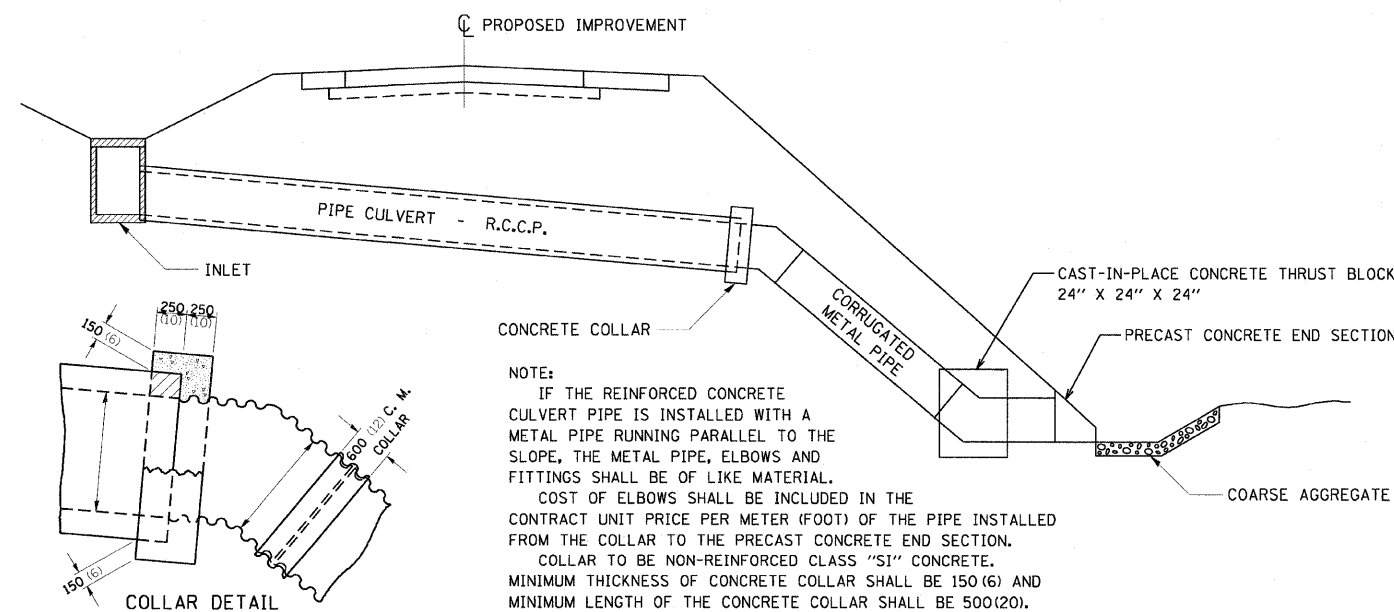 ℄ PROPOSED IMPROVEMENT
PIPE CULVERT - R.C.C.P.
INLET
CONCRETE COLLAR
CORRUGATED
METAL PIPE
CAST-IN-PLACE CONCRETE THRUST BLOCK
24" X 24" X 24"
PRECAST CONCRETE END SECTION
COARSE AGGREGATE
250 250
(10) (10)
150 (6)
600 (12) C. M.
COLLAR
150 (6)
COLLAR DETAIL
NOTE:
IF THE REINFORCED CONCRETE
CULVERT PIPE IS INSTALLED WITH A
METAL PIPE RUNNING PARALLEL TO THE
SLOPE, THE METAL PIPE, ELBOWS AND
FITTINGS SHALL BE OF LIKE MATERIAL.
COST OF ELBOWS SHALL BE INCLUDED IN THE
CONTRACT UNIT PRICE PER METER (FOOT) OF THE PIPE INSTALLED
FROM THE COLLAR TO THE PRECAST CONCRETE END SECTION.
COLLAR TO BE NON-REINFORCED CLASS "SI" CONCRETE.
MINIMUM THICKNESS OF CONCRETE COLLAR SHALL BE 150 (6) AND
MINIMUM LENGTH OF THE CONCRETE COLLAR SHALL BE 500(20).